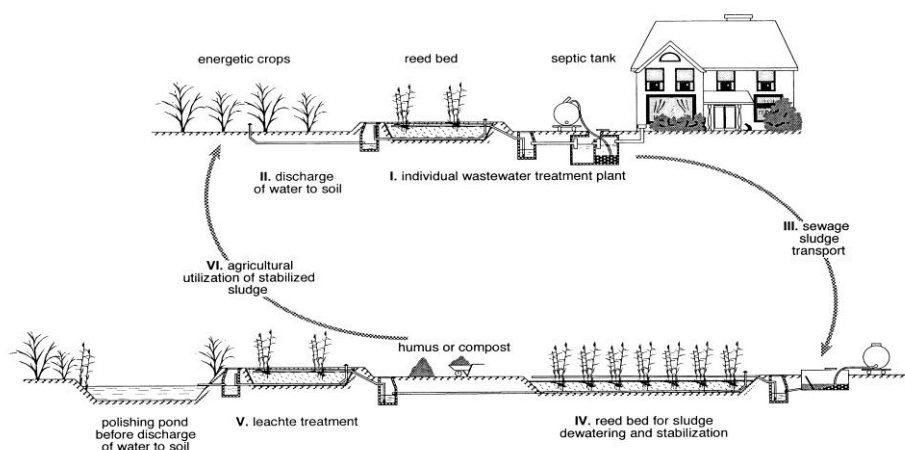 energetic crops
reed bed
septic tank
II. discharge
of water to soil
I. individual wastewater treatment plant
III. sewage
sludge
transport
VI. agricultural
utilization of stabilized
sludge
humus or compost
polishing pond
before discharge
of water to soil
V. leachte treatment
IV. reed bed for sludge
dewatering and stabilization